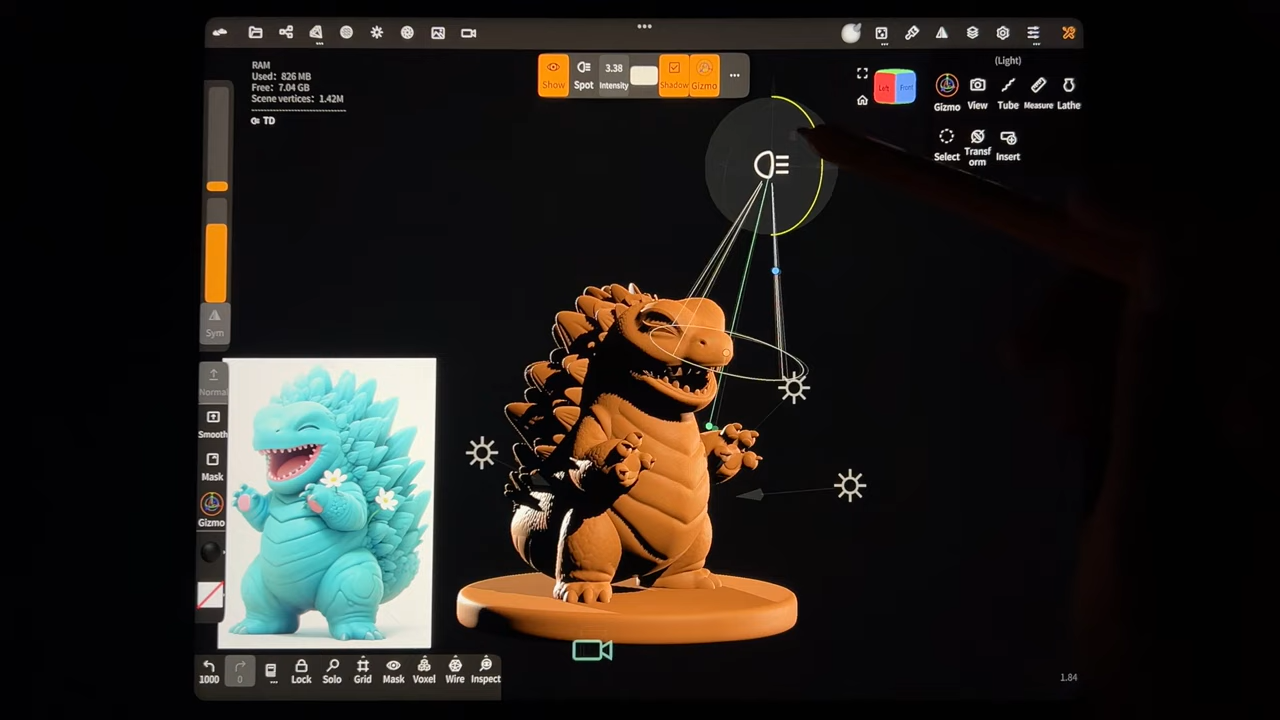 (Light)
RAM
Used: 826 MB
Free: 7.04 GB
Scene vertices: 1.42M
TD
Show
Spot
3.38
Intensity
Shadow
Gizmo
Left
Front
Gizmo
View
Tube
Measure
Lathe
Select
Transf
orm
Insert
Sym
Normal
Smooth
Mask
Gizmo
1000
0
Lock
Solo
Grid
Mask
Voxel
Wire
Inspect
1.84